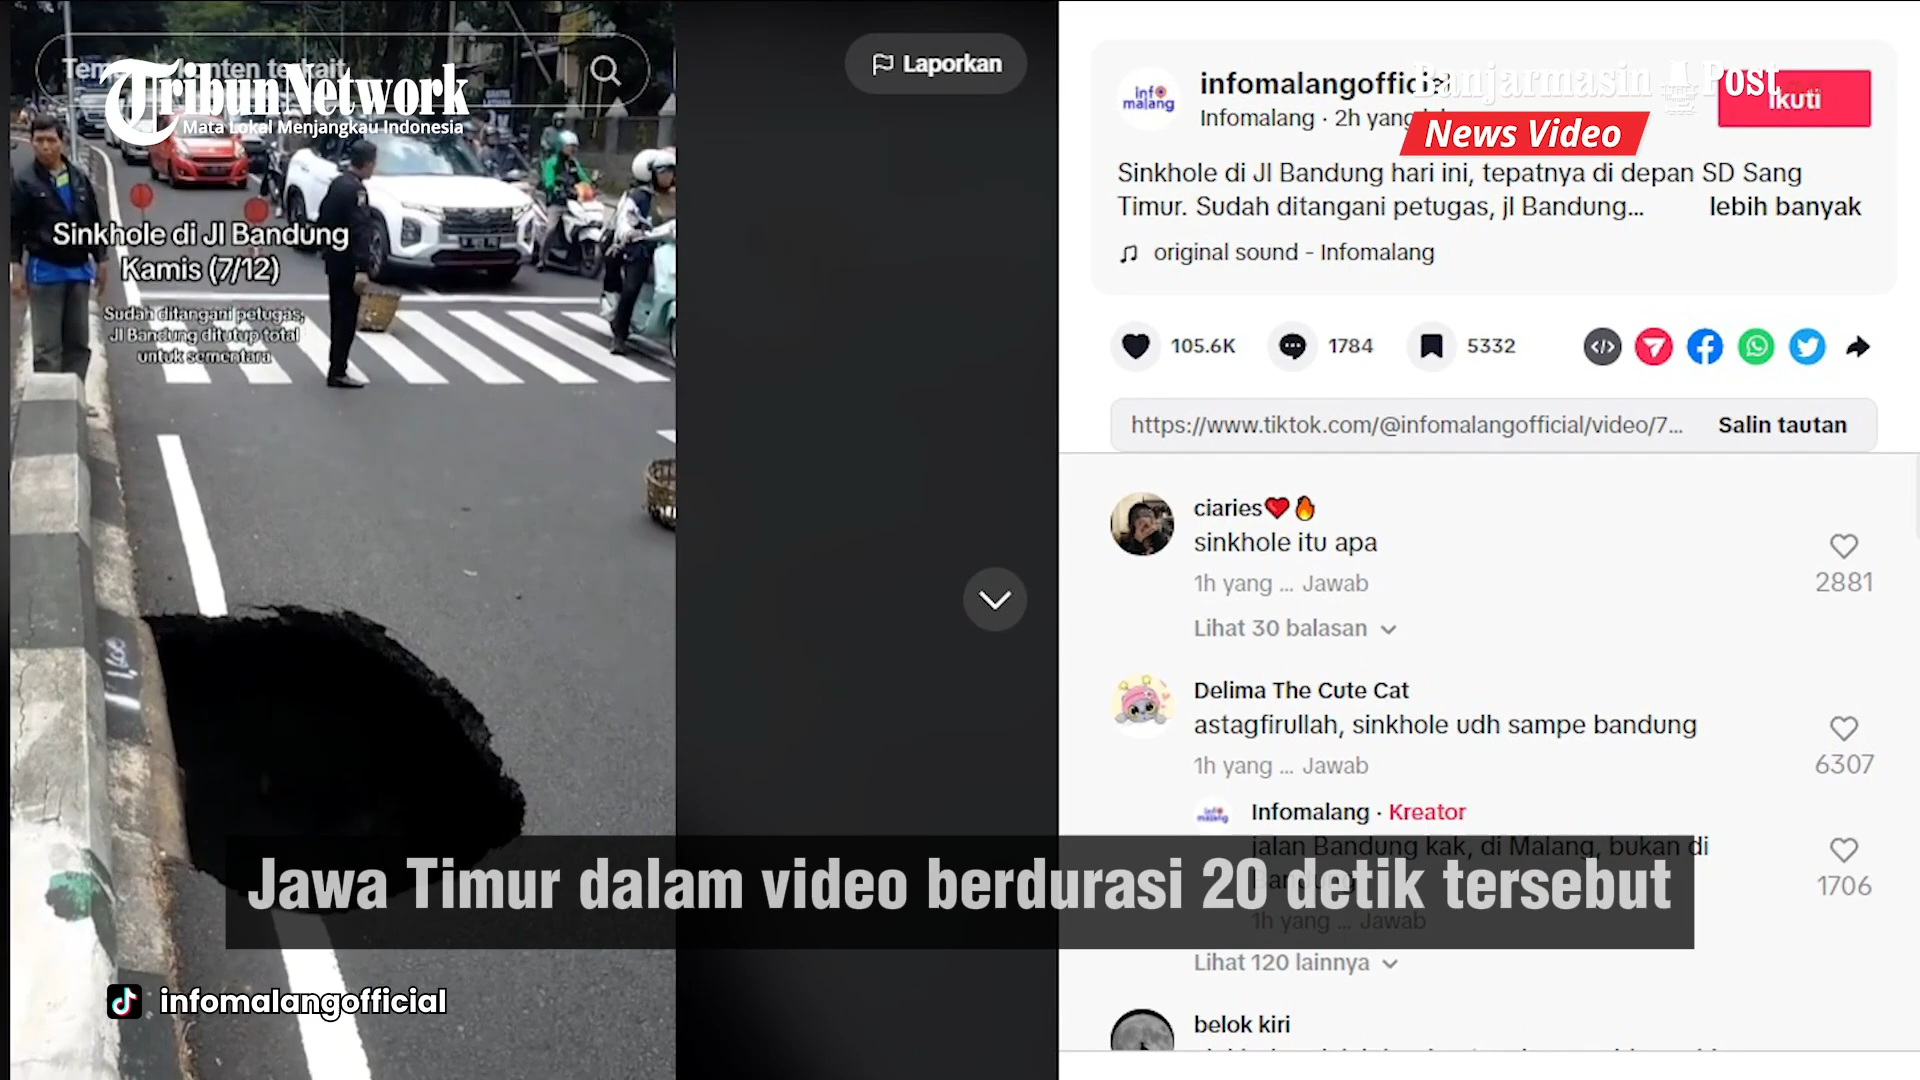 TribunNetwork
Mata Lokal Menjangkau Indonesia
Sinkhole di Jl Bandung
Kamis (7/12)
Sudah ditangani petugas,
Jl Bandung ditutup total
untuk sementara
infomalangofficial
Laporkan
info malang
infomalangofficial
Infomalang · 2h yang
Banjarmasin Post
News Video
Ikuti
Sinkhole di Jl Bandung hari ini, tepatnya di depan SD Sang
Timur. Sudah ditangani petugas, jl Bandung... lebih banyak
original sound - Infomalang
105.6K 1784 5332
https://www.tiktok.com/@infomalangofficial/video/7... Salin tautan
ciaries❤️🔥
sinkhole itu apa
1h yang ... Jawab
2881
Lihat 30 balasan
Delima The Cute Cat
astagfirullah, sinkhole udh sampe bandung
1h yang ... Jawab
6307
Infomalang · Kreator
jalan Bandung kak, di Malang, bukan di
Bandung
1h yang ... Jawab
1706
Lihat 120 lainnya
belok kiri
Jawa Timur dalam video berdurasi 20 detik tersebut